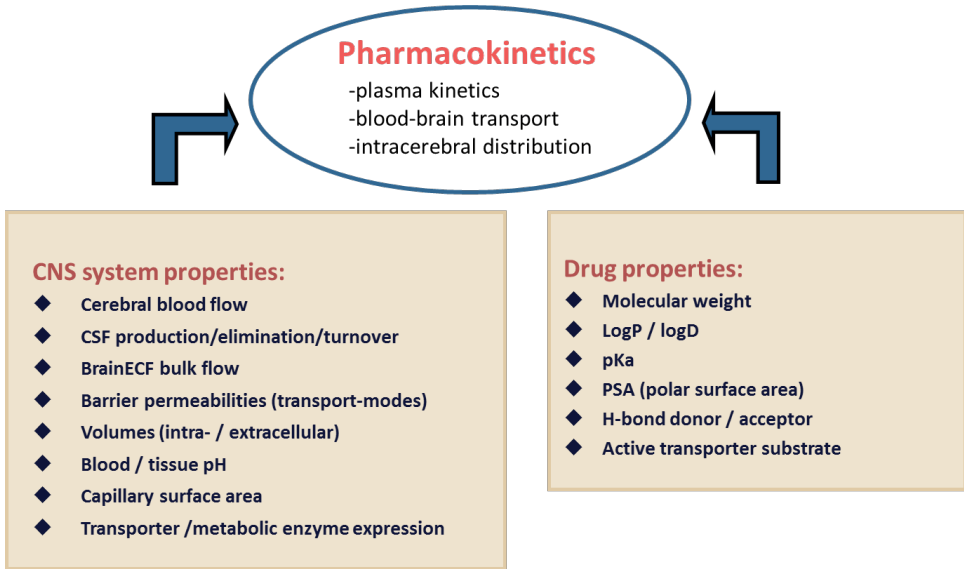 Pharmacokinetics
-plasma kinetics
-blood-brain transport
-intracerebral distribution
CNS system properties:
Cerebral blood flow
CSF production/elimination/turnover
BrainECF bulk flow
Barrier permeabilities (transport-modes)
Volumes (intra- / extracellular)
Blood / tissue pH
Capillary surface area
Transporter /metabolic enzyme expression
Drug properties:
Molecular weight
LogP / logD
pKa
PSA (polar surface area)
H-bond donor / acceptor
Active transporter substrate